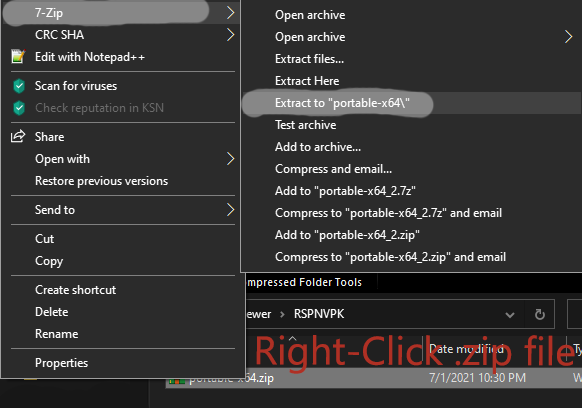 7-Zip
CRC SHA
Edit with Notepad++
Scan for viruses
Check reputation in KSN
Share
Open with
Restore previous versions
Send to
Cut
Copy
Create shortcut
Delete
Rename
Properties
Open archive
Open archive
Extract files...
Extract Here
Extract to "portable-x64\"
Test archive
Add to archive...
Compress and email...
Add to "portable-x64_2.7z"
Compress to "portable-x64_2.7z" and email
Add to "portable-x64_2.zip"
Compress to "portable-x64_2.zip" and email
mpressed Folder Tools
ewer > RSPNVPK
Right-Click .zip file
Date modified Ty
portable-x64.zip 7/1/2021 10:30 PM W